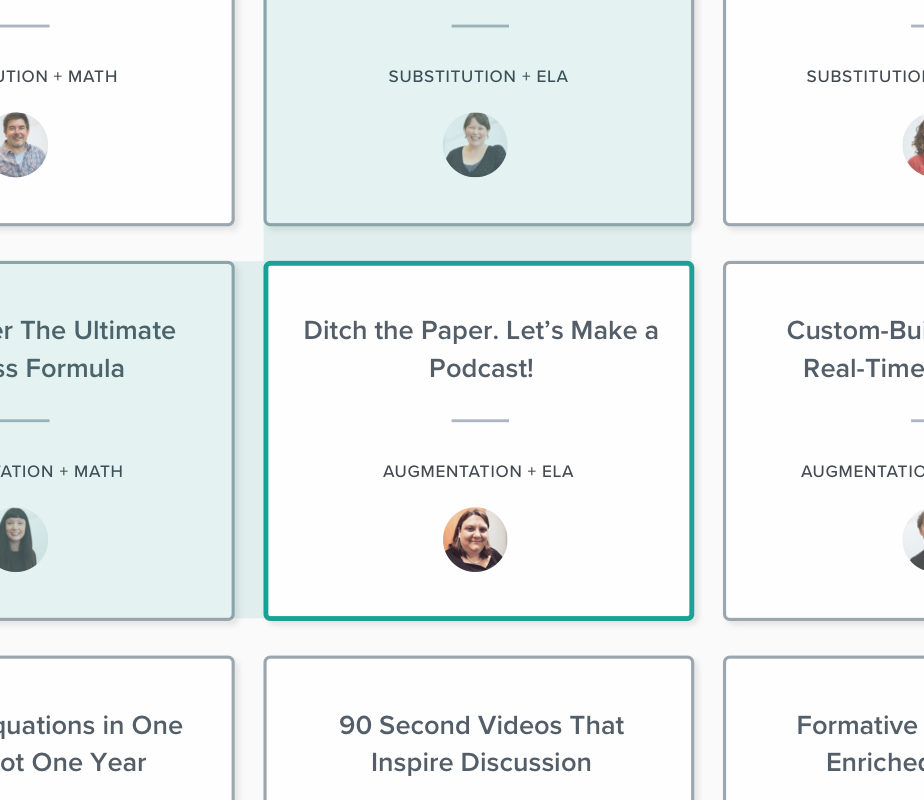 UTION + MATH
SUBSTITUTION + ELA
SUBSTITUTIO
er The Ultimate
ss Formula
ATION + MATH
Ditch the Paper. Let’s Make a
Podcast!
AUGMENTATION + ELA
Custom-Bui
Real-Time
AUGMENTATIO
quations in One
ot One Year
90 Second Videos That
Inspire Discussion
Formative
Enriched